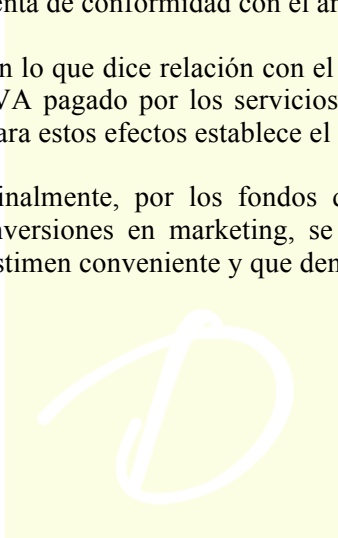 enta de conformidad con el ar
n lo que dice relación con el
VA pagado por los servicios
ara estos efectos establece el
inalmente, por los fondos
nversiones en marketing, se
stimen conveniente y que den
D